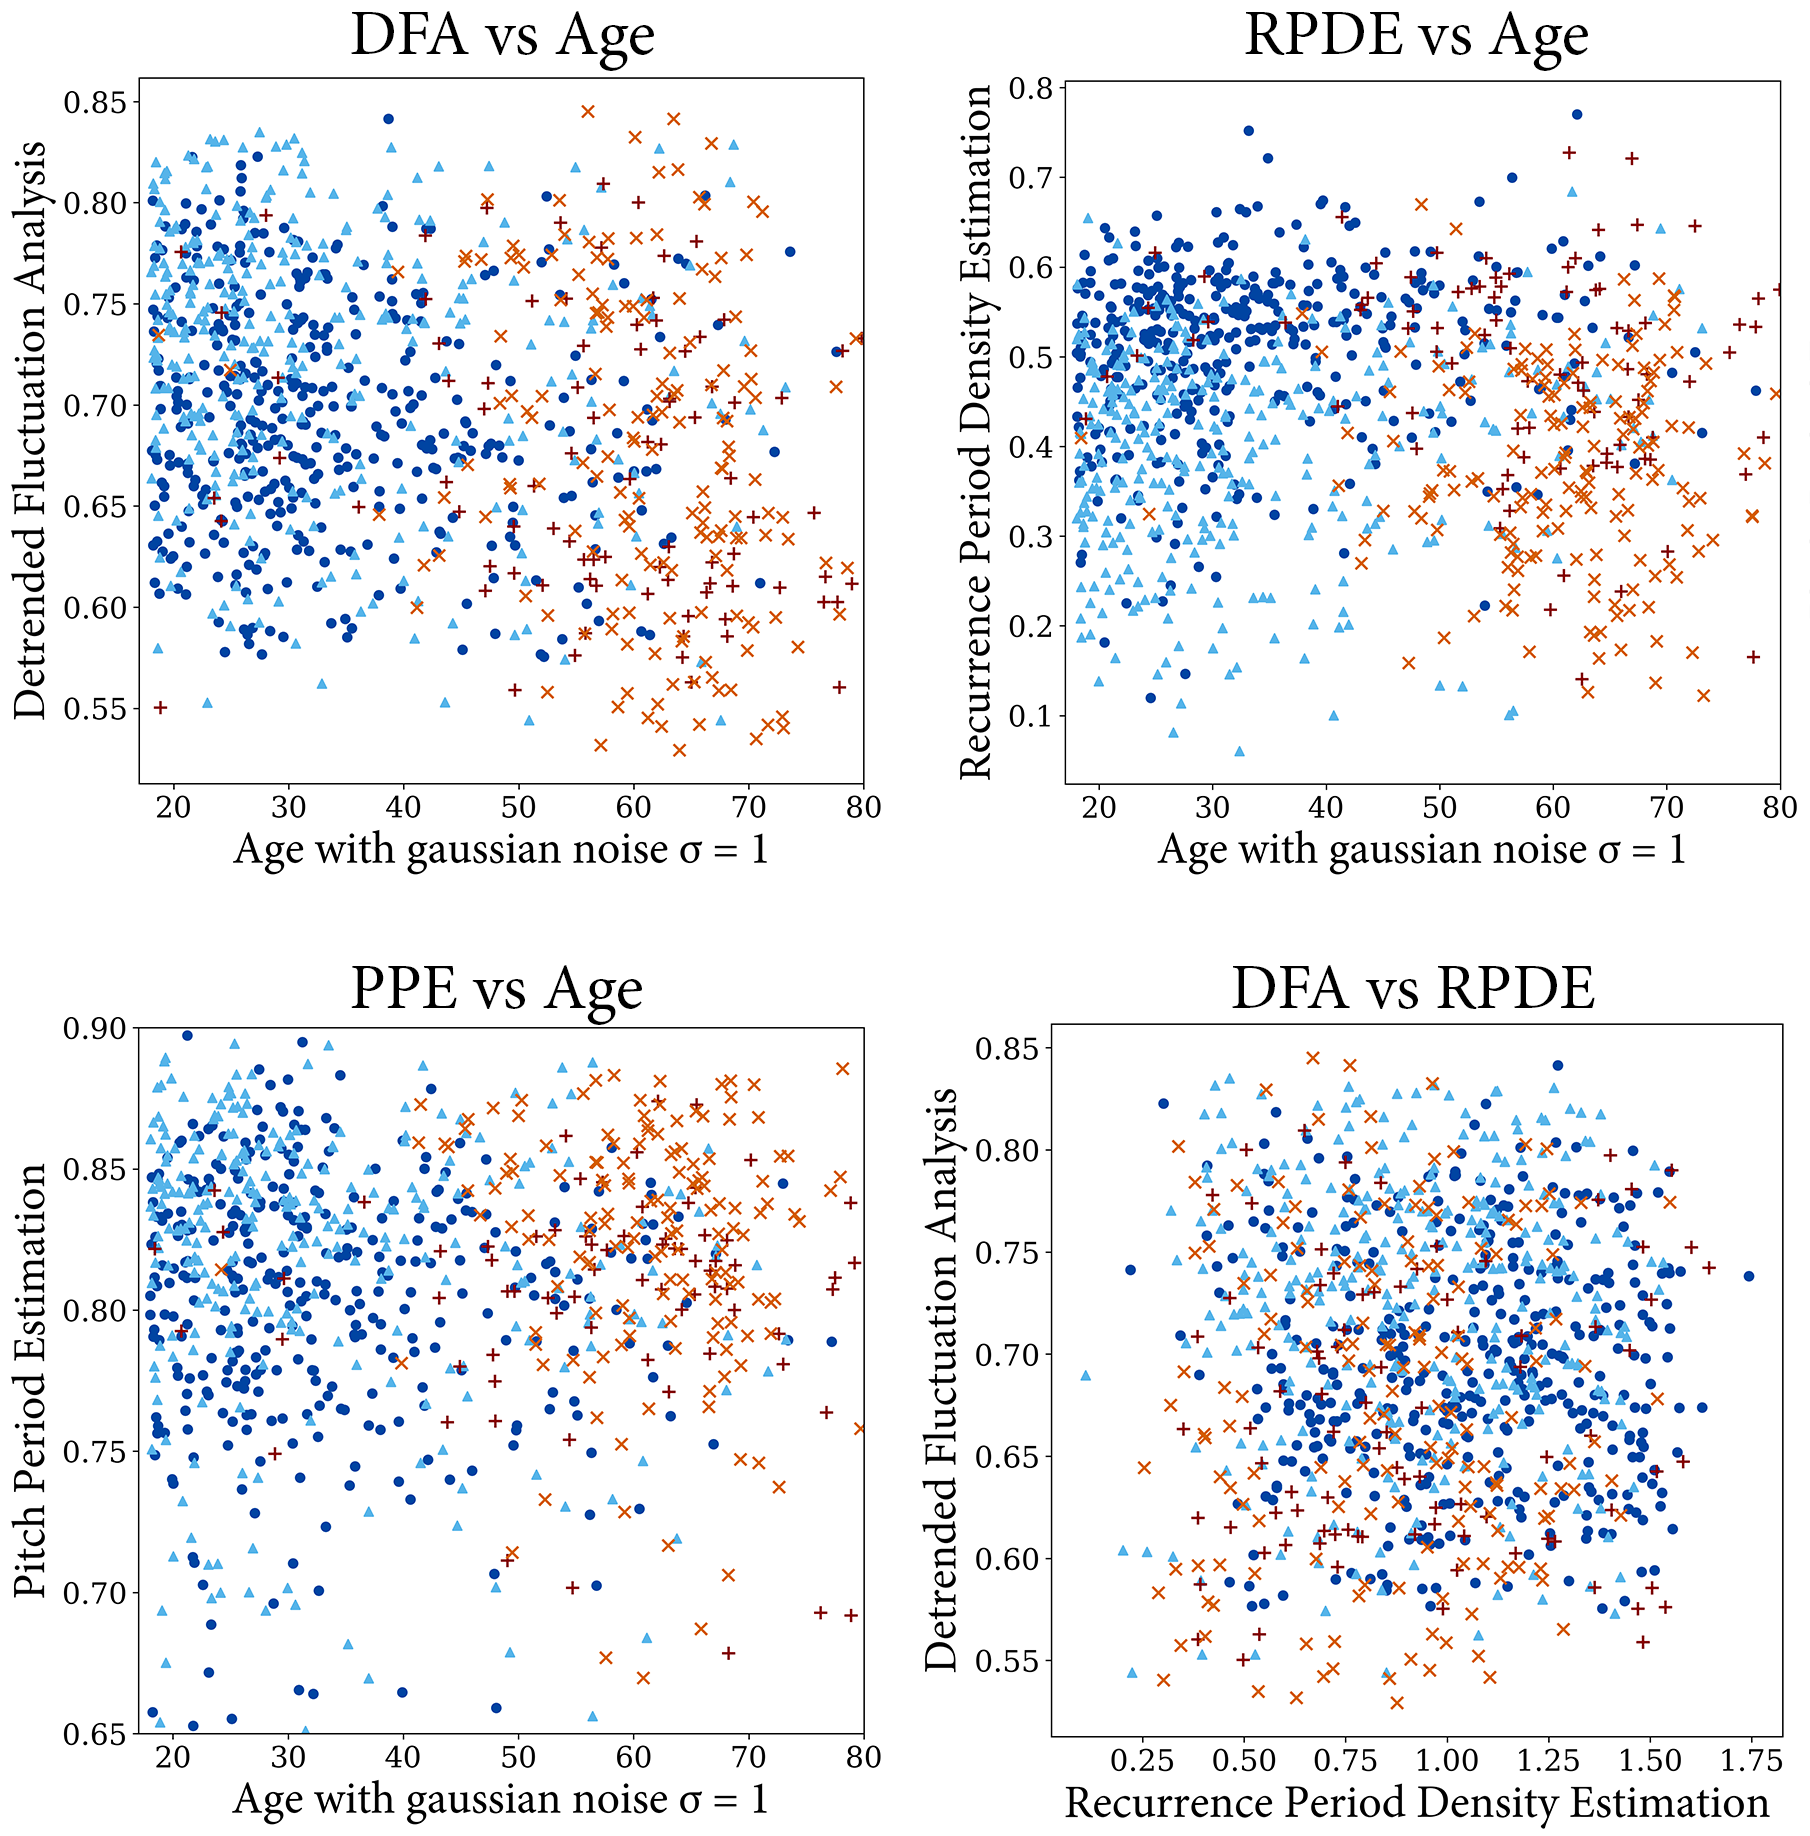 DFA vs Age
Detrended Fluctuation Analysis
0.85
0.80
0.75
0.70
0.65
0.60
0.55
20 30 40 50 60 70 80
Age with gaussian noise σ = 1
RPDE vs Age
Recurrence Period Density Estimation
0.8
0.7
0.6
0.5
0.4
0.3
0.2
0.1
20 30 40 50 60 70 80
Age with gaussian noise σ = 1
PPE vs Age
Pitch Period Estimation
0.90
0.85
0.80
0.75
0.70
0.65
20 30 40 50 60 70 80
Age with gaussian noise σ = 1
DFA vs RPDE
Detrended Fluctuation Analysis
0.85
0.80
0.75
0.70
0.65
0.60
0.55
0.25 0.50 0.75 1.00 1.25 1.50 1.75
Recurrence Period Density Estimation